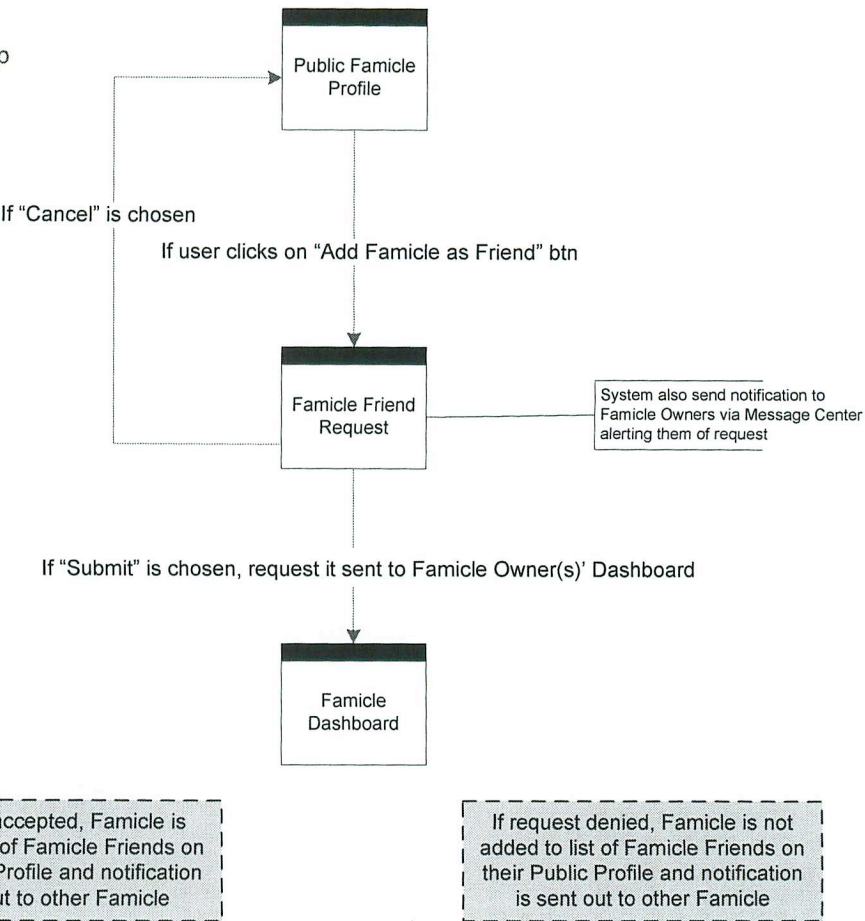 Public Famicle
Profile
If "Cancel" is chosen
If user clicks on "Add Famicle as Friend" btn
Famicle Friend
Request
System also send notification to
Famicle Owners via Message Center
alerting them of request
If "Submit" is chosen, request it sent to Famicle Owner(s)' Dashboard
Famicle
Dashboard
accepted, Famicle is
of Famicle Friends on
Profile and notification
to other Famicle
If request denied, Famicle is not
added to list of Famicle Friends on
their Public Profile and notification
is sent out to other Famicle